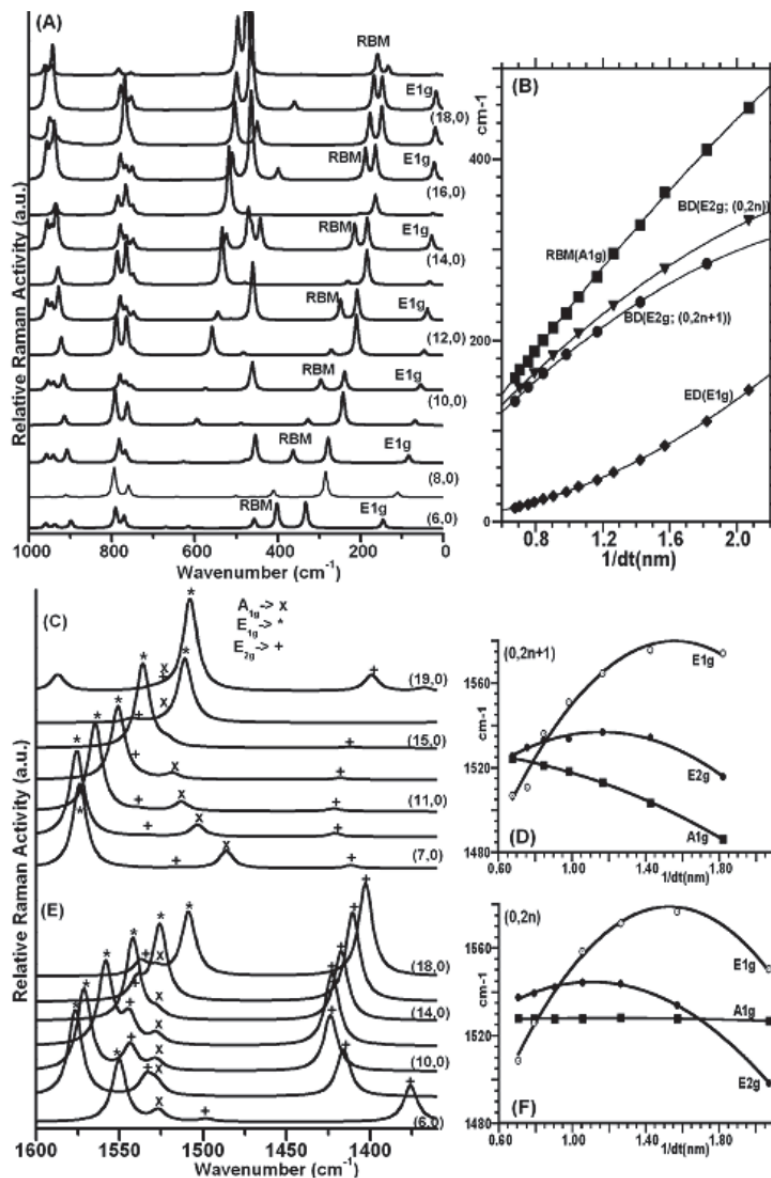 (A)
RBM
E1g
(18,0)
RBM
E1g
(16,0)
RBM
E1g
(14,0)
RBM
E1g
(12,0)
RBM
E1g
(10,0)
RBM
E1g
(8,0)
RBM
E1g
(6,0)
Relative Raman Activity (a.u.)
1000 800 600 400 200 0
Wavenumber (cm-1)
(B)
cm-1
400
200
0
BD(E2g; (0,2n))
RBM(A1g)
BD(E2g; (0,2n+1))
ED(E1g)
0.8 1.2 1.6 2.0
1/dt(nm)
(C)
A1g-> x
E1g-> *
E2g-> +
(19,0)
(15,0)
(11,0)
(7,0)
Relative Raman Activity (a.u.)
(D)
(0,2n+1)
E1g
E2g
A1g
cm-1
1560
1520
1480
0.60 1.00 1.40 1.80
1/dt(nm)
(E)
(18,0)
(14,0)
(10,0)
(6,0)
1600 1550 1500 1450 1400
Wavenumber (cm-1)
(0,2n)
E1g
A1g
E2g
cm-1
1560
1520
1480
(F)
0.60 1.00 1.40 1.80
1/dt(nm)